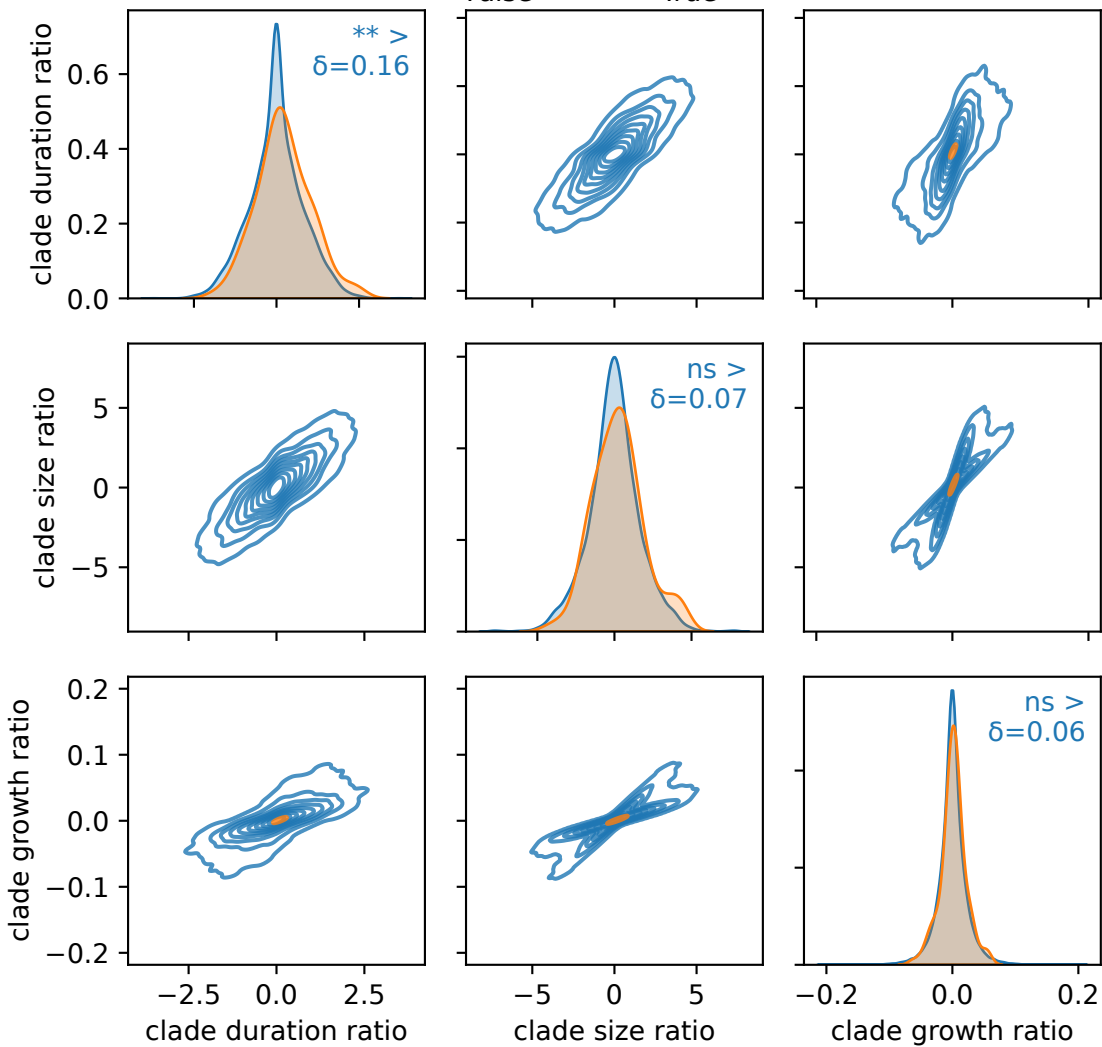 clade duration ratio
0.6
0.4
0.2
0.0
** >
δ=0.16
clade size ratio
5
0
−5
ns >
δ=0.07
clade growth ratio
0.2
0.1
0.0
−0.1
−0.2
ns >
δ=0.06
−2.5
0.0
2.5
−5
0
5
−0.2
0.0
0.2
clade duration ratio
clade size ratio
clade growth ratio